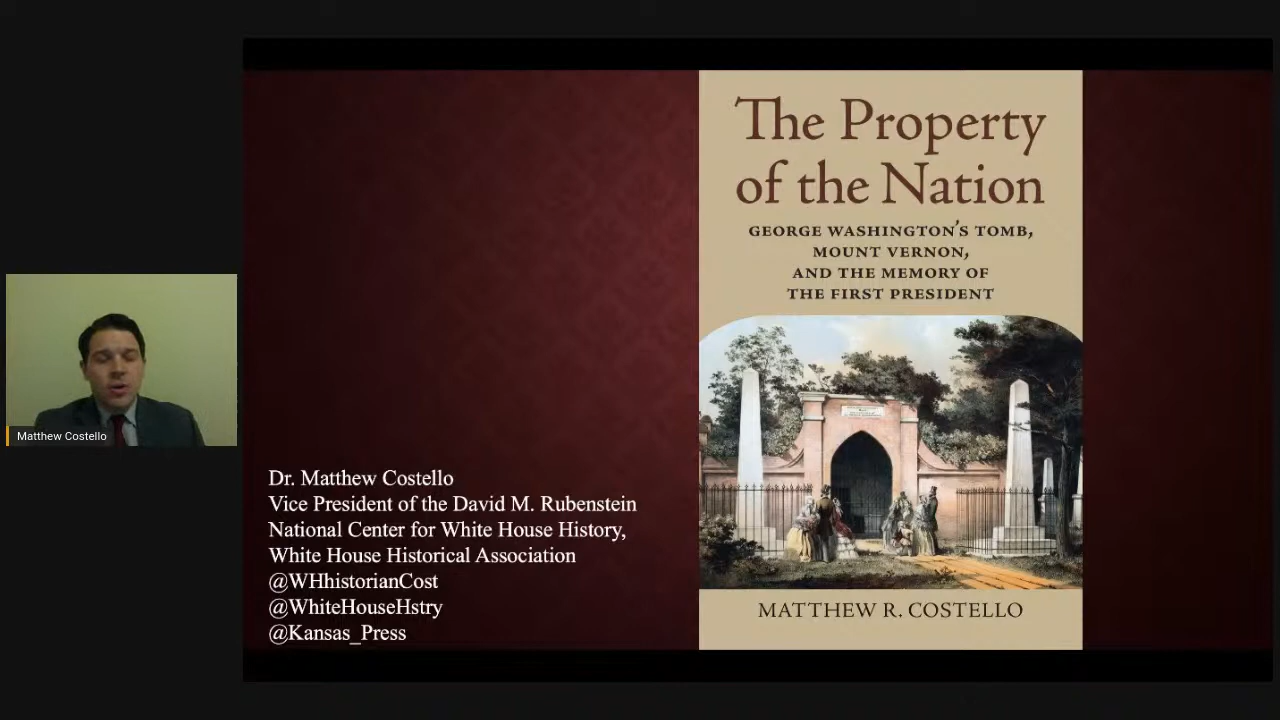 The Property
of the Nation
GEORGE WASHINGTON'S TOMB,
MOUNT VERNON,
AND THE MEMORY OF
THE FIRST PRESIDENT
MATTHEW R. COSTELLO
Matthew Costello
Dr. Matthew Costello
Vice President of the David M. Rubenstein
National Center for White House History,
White House Historical Association
@WHhistorianCost
@WhiteHouseHstry
@Kansas_Press